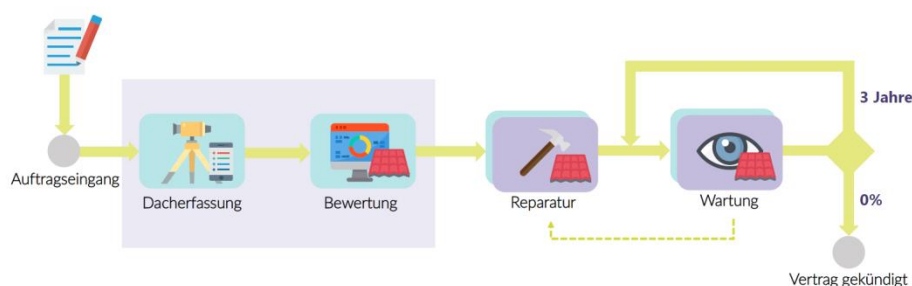 3 Jahre
Auftragseingang
Dacherfassung
Bewertung
Reparatur
Wartung
0%
Vertrag gekündigt